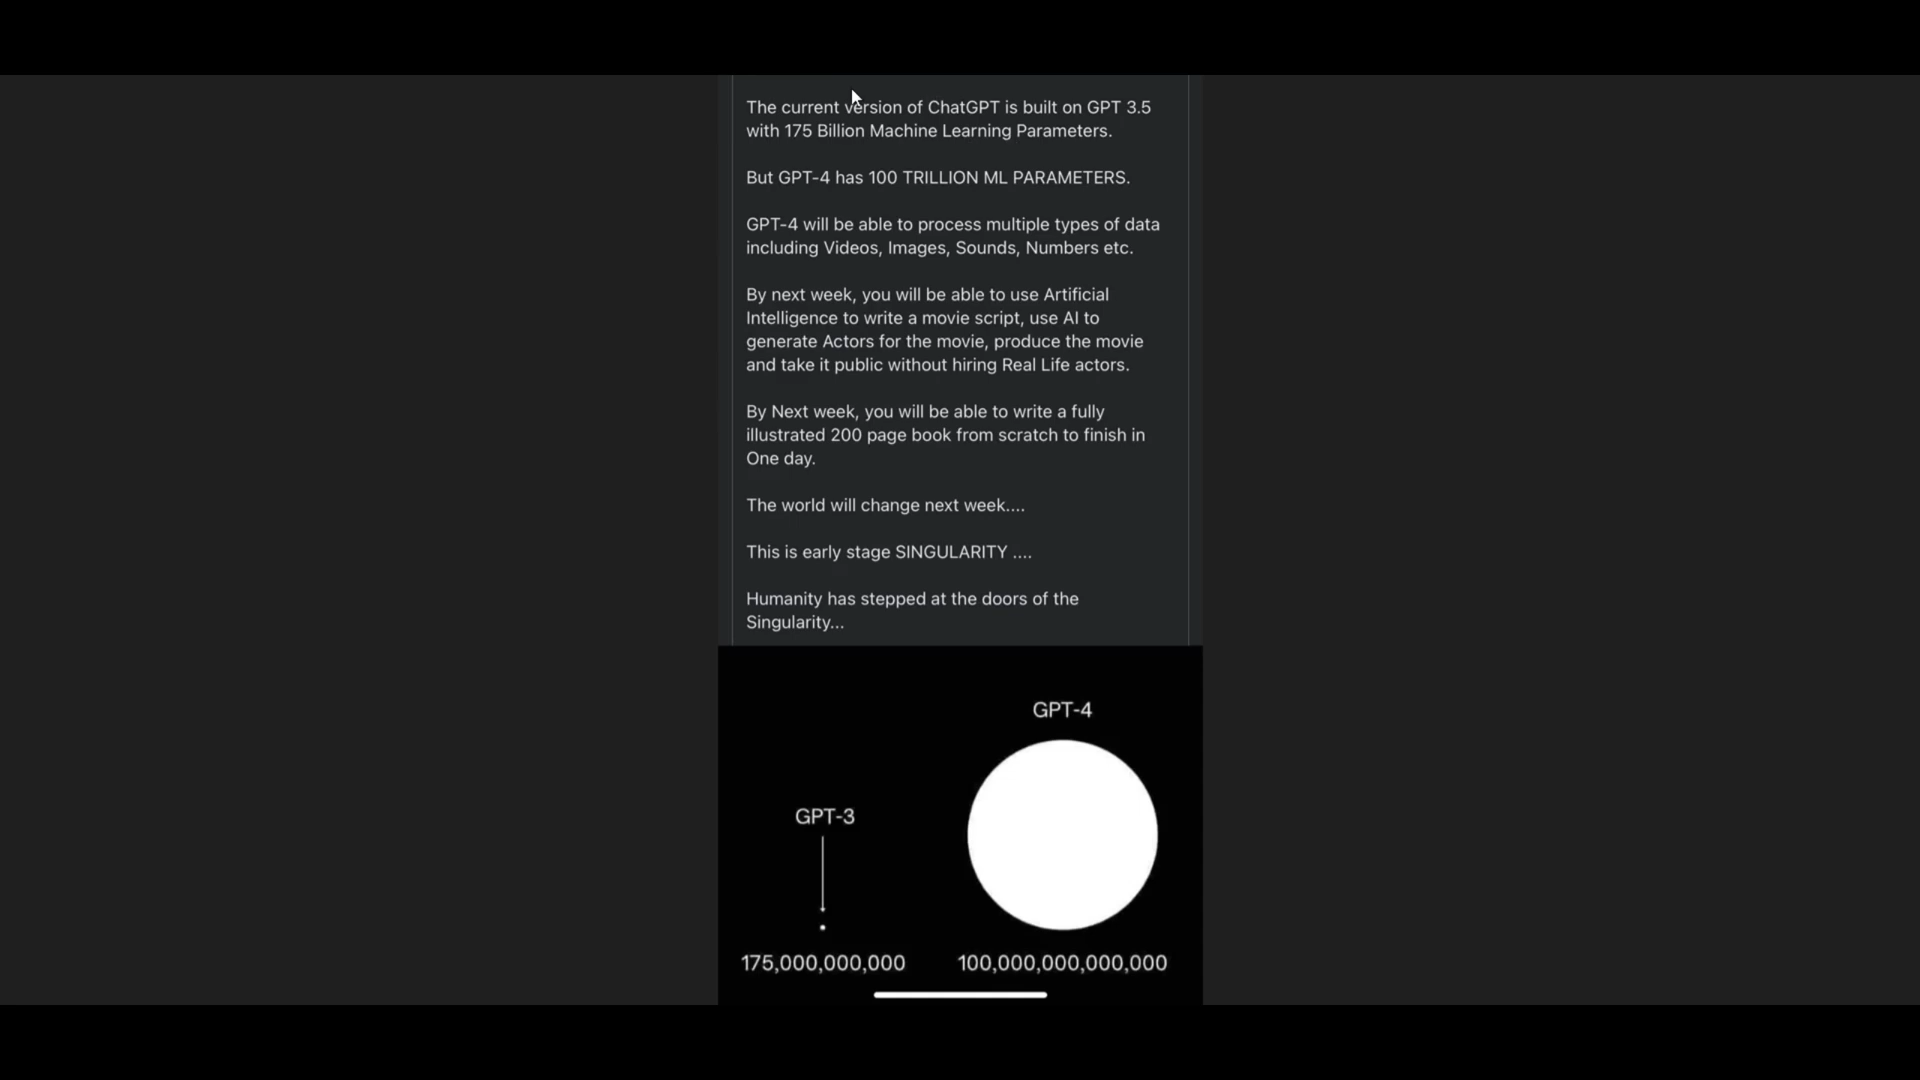 The current version of ChatGPT is built on GPT 3.5
with 175 Billion Machine Learning Parameters.
But GPT-4 has 100 TRILLION ML PARAMETERS.
GPT-4 will be able to process multiple types of data
including Videos, Images, Sounds, Numbers etc.
By next week, you will be able to use Artificial
Intelligence to write a movie script, use AI to
generate Actors for the movie, produce the movie
and take it public without hiring Real Life actors.
By Next week, you will be able to write a fully
illustrated 200 page book from scratch to finish in
One day.
The world will change next week....
This is early stage SINGULARITY ....
Humanity has stepped at the doors of the
Singularity...
GPT-4
GPT-3
175,000,000,000
100,000,000,000,000